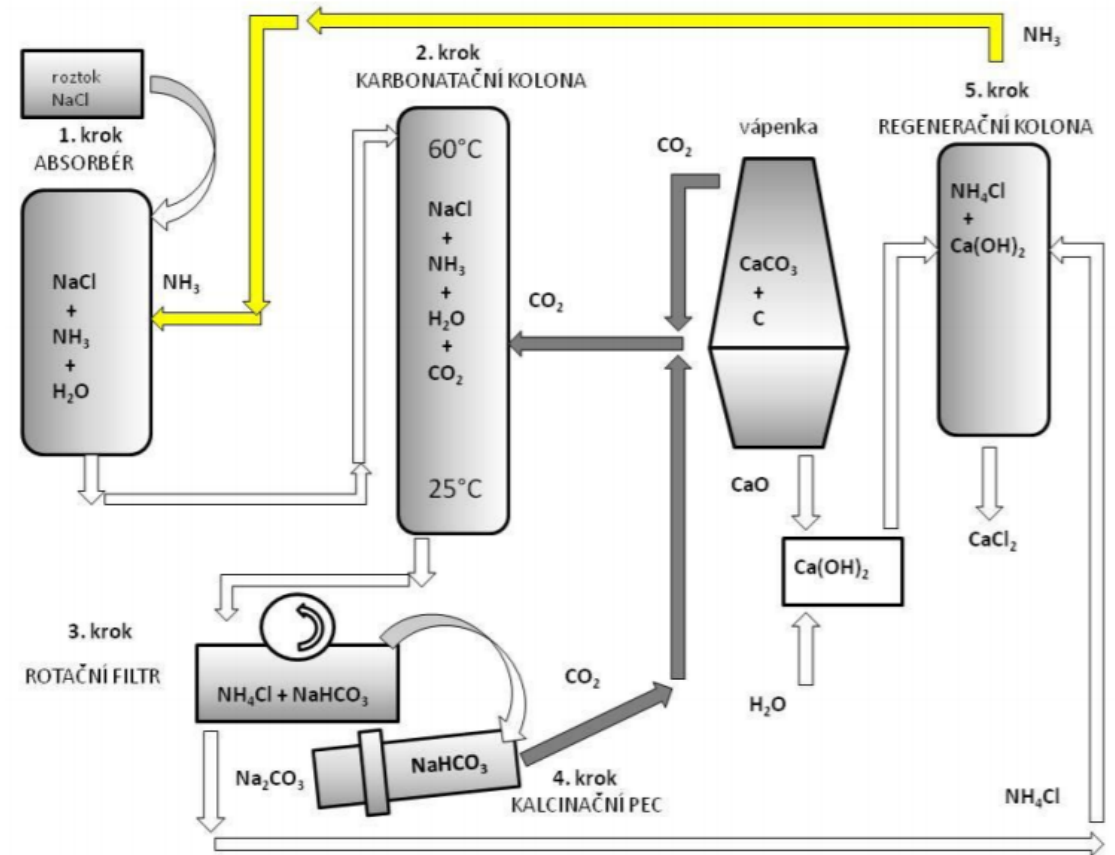 roztok
NaCl
1. krok
ABSORBÉR
NaCl
+
NH₃
+
H₂O
NH₃
2. krok
KARBONATAČNÍ KOLONA
60°C
NaCl
+
NH₃
+
H₂O
+
CO₂
25°C
CO₂
CO₂
vápenka
CaCO₃
+
C
CaO
Ca(OH)₂
H₂O
NH₃
5. krok
REGENERAČNÍ KOLONA
NH₄Cl
+
Ca(OH)₂
CaCl₂
3. krok
ROTAČNÍ FILTR
NH₄Cl + NaHCO₃
Na₂CO₃
NaHCO₃
CO₂
4. krok
KALCINAČNÍ PEC
NH₄Cl